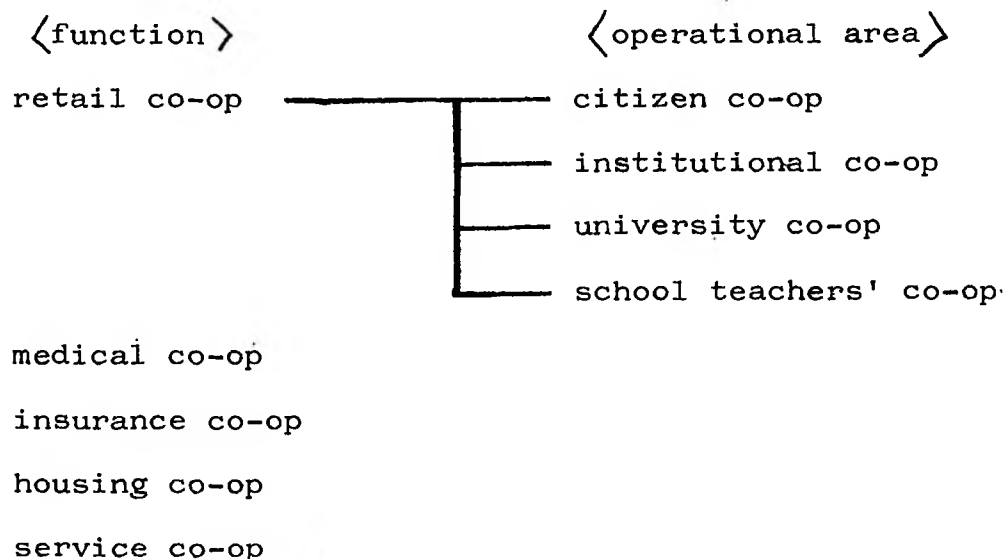 〈function〉 〈operational area〉
retail co-op citizen co-op
institutional co-op
university co-op
school teachers' co-op
medical co-op
insurance co-op
housing co-op
service co-op